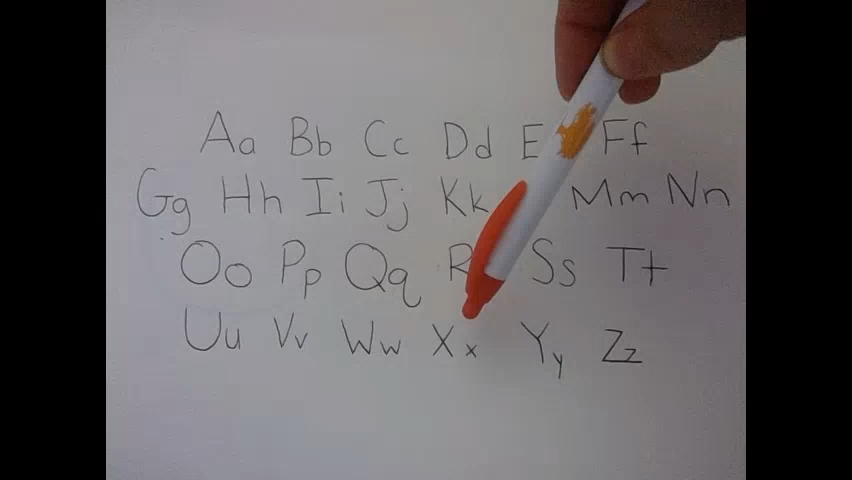 Aa Bb Cc Dd E Ff
Gg Hh Ii Jj Kk Mm Nn
Oo Pp Qq R Ss Tt
Uu Vv Ww Xx Yy Zz